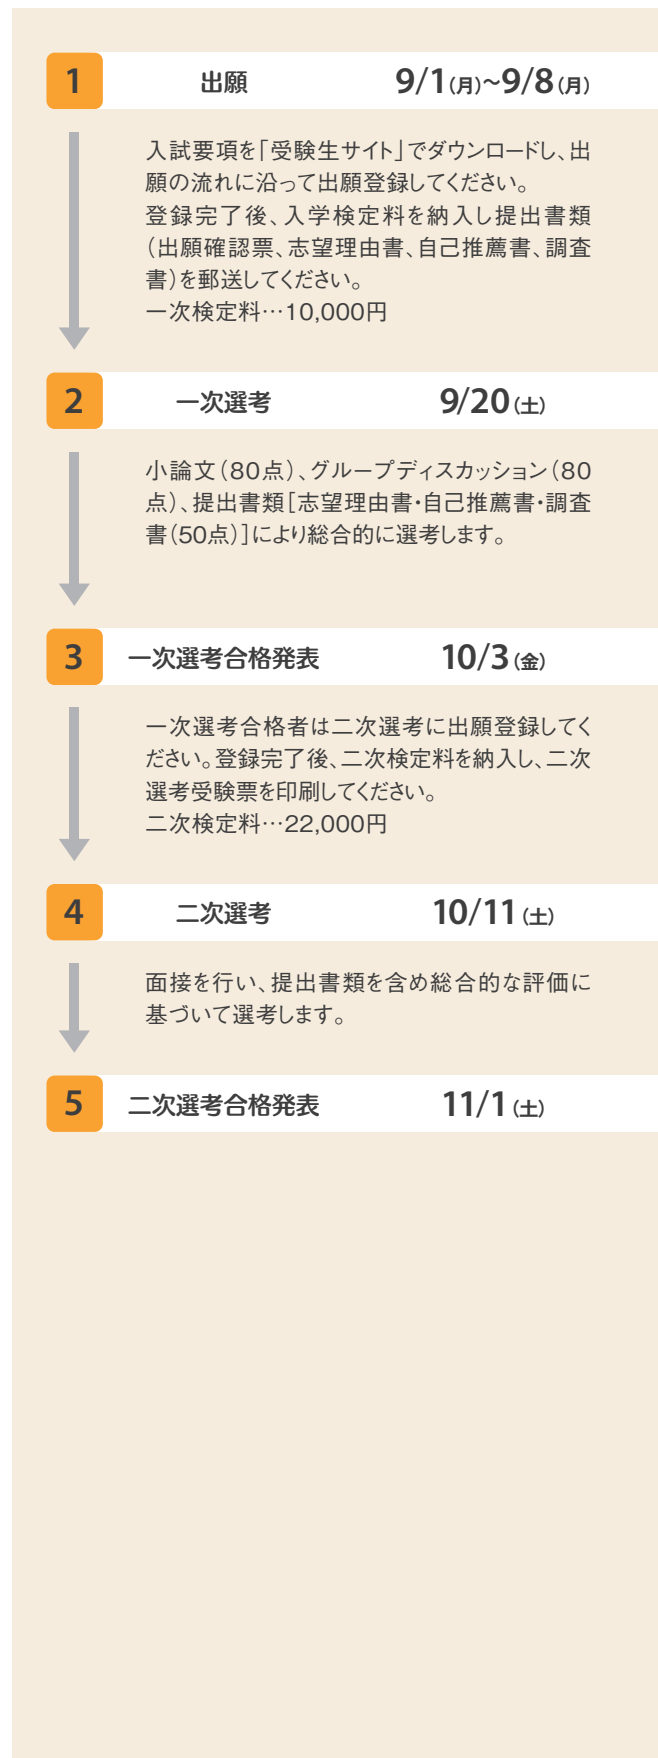 1 出願 9/1(月)~9/8(月)
入試要項を「受験生サイト」でダウンロードし、出
願の流れに沿って出願登録してください。
登録完了後、入学検定料を納入し提出書類
(出願確認票、志望理由書、自己推薦書、調査
書)を郵送してください。
一次検定料…10,000円
2 一次選考 9/20(土)
小論文(80点)、グループディスカッション(80
点)、提出書類[志望理由書・自己推薦書・調査
書(50点)]により総合的に選考します。
3 一次選考合格発表 10/3(金)
一次選考合格者は二次選考に出願登録してく
ださい。登録完了後、二次検定料を納入し、二次
選考受験票を印刷してください。
二次検定料…22,000円
4 二次選考 10/11(土)
面接を行い、提出書類を含め総合的な評価に
基づいて選考します。
5 二次選考合格発表 11/1(土)